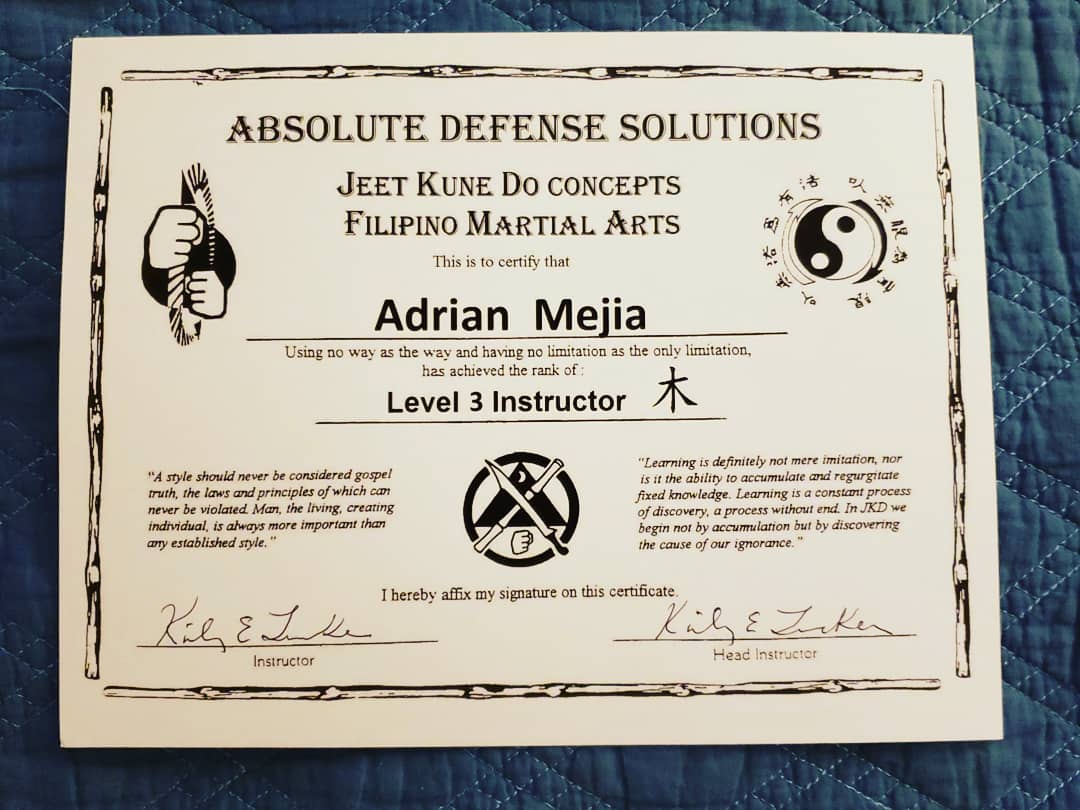 ABSOLUTE DEFENSE SOLUTIONS
JEET KUNE DO CONCEPTS
FILIPINO MARTIAL ARTS
This is to certify that
Adrian Mejia
Using no way as the way and having no limitation as the only limitation,
has achieved the rank of :
Level 3 Instructor 木
"A style should never be considered gospel
truth, the laws and principles of which can
never be violated. Man, the living, creating
individual, is always more important than
any established style."
"Learning is definitely not mere imitation, nor
is it the ability to accumulate and regurgitate
fixed knowledge. Learning is a constant process
of discovery, a process without end. In JKD we
begin not by accumulation but by discovering
the cause of our ignorance."
I hereby affix my signature on this certificate.
Instructor
Head Instructor